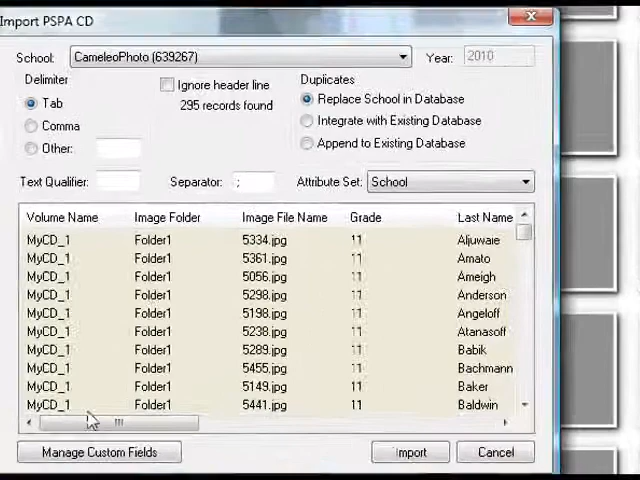 Import PSPA CD
School: CameleoPhoto (639267) Year: 2010
Delimiter Ignore header line Duplicates
Tab 295 records found Replace School in Database
Comma Integrate with Existing Database
Other: Append to Existing Database
Text Qualifier: Separator: ; Attribute Set: School
Volume Name Image Folder Image File Name Grade Last Name
MyCD_1 Folder1 5334.jpg 11 Aljuwaie
MyCD_1 Folder1 5361.jpg 11 Amato
MyCD_1 Folder1 5056.jpg 11 Ameigh
MyCD_1 Folder1 5298.jpg 11 Anderson
MyCD_1 Folder1 5198.jpg 11 Angeloff
MyCD_1 Folder1 5238.jpg 11 Atanasoff
MyCD_1 Folder1 5289.jpg 11 Babik
MyCD_1 Folder1 5455.jpg 11 Bachmann
MyCD_1 Folder1 5149.jpg 11 Baker
MyCD_1 Folder1 5441.jpg 11 Baldwin
Manage Custom Fields Import Cancel